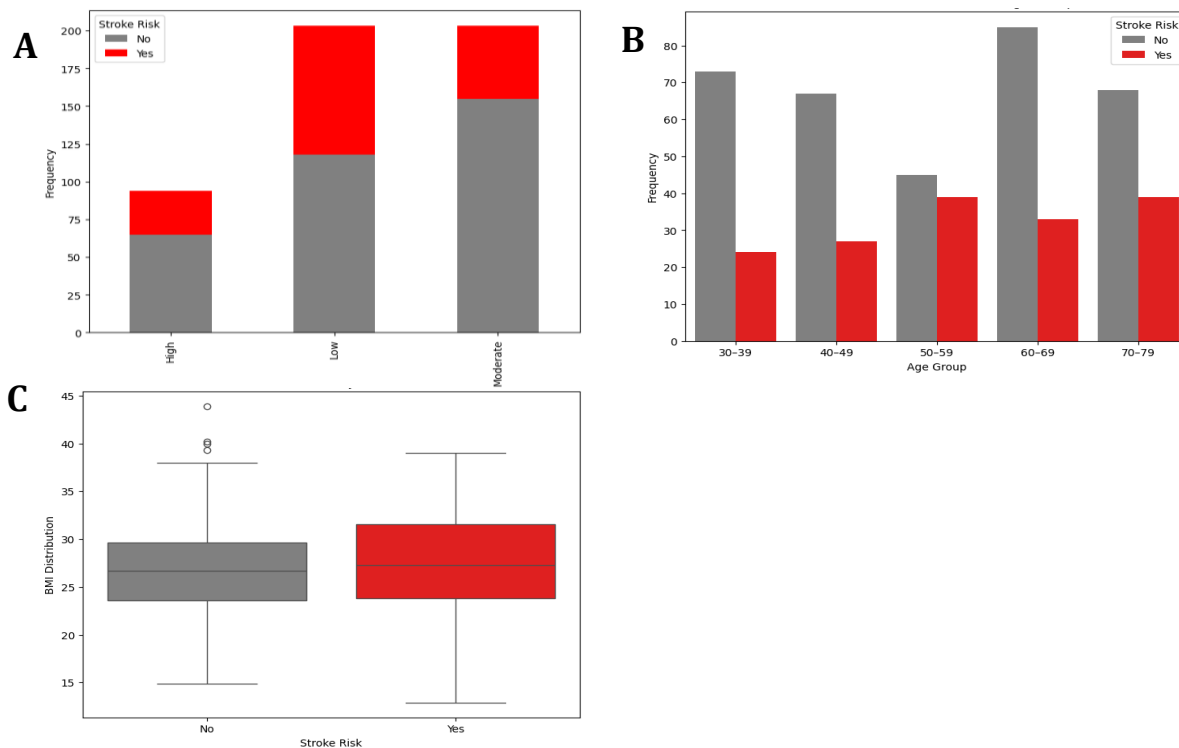 A
Stroke Risk
No
Yes
Frequency
200
175
150
125
100
75
50
25
0
High
Low
Moderate
B
Stroke Risk
No
Yes
Frequency
80
70
60
50
40
30
20
10
0
30–39 40–49 50–59 60–69 70–79
Age Group
C
BMI Distribution
45
40
35
30
25
20
15
No Yes
Stroke Risk